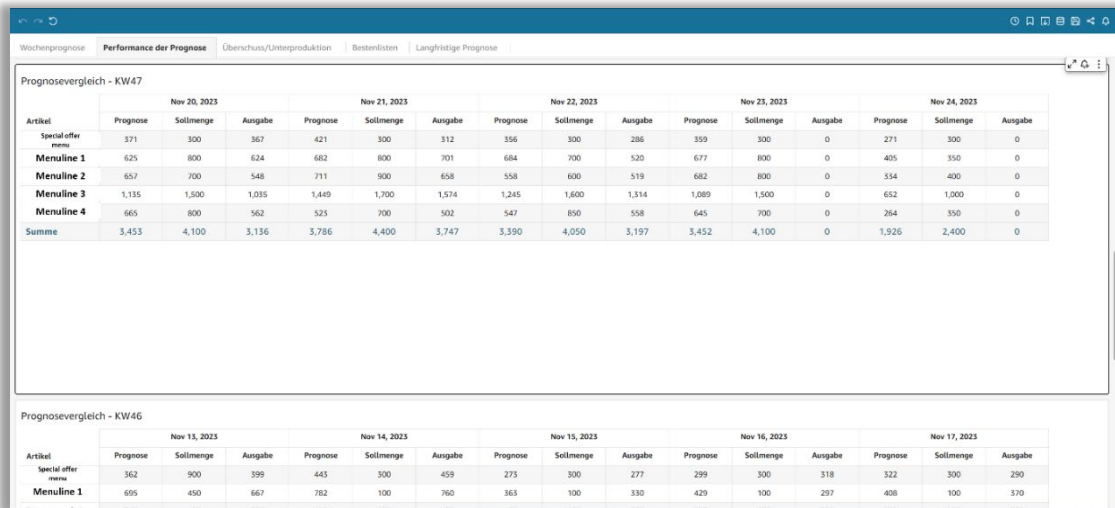 Wochenprognose Performance der Prognose Überschuss/Unterproduktion Bestenlisten Langfristige Prognose
Prognosevergleich - KW47
Nov 20, 2023 Nov 21, 2023 Nov 22, 2023 Nov 23, 2023 Nov 24, 2023
Artikel Prognose Sollmenge Ausgabe Prognose Sollmenge Ausgabe Prognose Sollmenge Ausgabe Prognose Sollmenge Ausgabe Prognose Sollmenge Ausgabe
Special offer
menu 371 300 367 421 300 312 356 300 286 359 300 0 271 300 0
Menuline 1 625 800 624 682 800 701 684 700 520 677 800 0 405 350 0
Menuline 2 657 700 548 711 900 658 558 600 519 682 800 0 334 400 0
Menuline 3 1,135 1,500 1,035 1,449 1,700 1,574 1,245 1,600 1,314 1,089 1,500 0 652 1,000 0
Menuline 4 665 800 562 523 700 502 547 850 558 645 700 0 264 350 0
Summe 3,453 4,100 3,136 3,786 4,400 3,747 3,390 4,050 3,197 3,452 4,100 0 1,926 2,400 0
Prognosevergleich - KW46
Nov 13, 2023 Nov 14, 2023 Nov 15, 2023 Nov 16, 2023 Nov 17, 2023
Artikel Prognose Sollmenge Ausgabe Prognose Sollmenge Ausgabe Prognose Sollmenge Ausgabe Prognose Sollmenge Ausgabe Prognose Sollmenge Ausgabe
Special offer
menu 362 900 399 443 300 459 273 300 277 299 300 318 322 300 290
Menuline 1 695 450 667 782 100 760 363 100 330 429 100 297 408 100 370